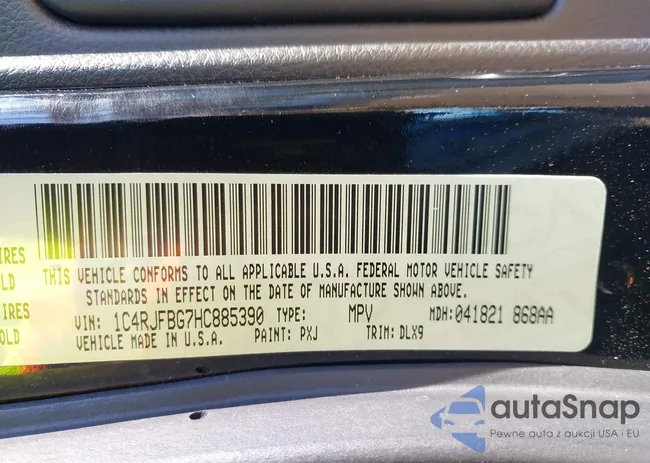 IRES
OLD
IRES
OLD
THIS VEHICLE CONFORMS TO ALL APPLICABLE U.S.A. FEDERAL MOTOR VEHICLE SAFETY
STANDARDS IN EFFECT ON THE DATE OF MANUFACTURE SHOWN ABOVE.
VIN: 1C4RJFBG7HC885390 TYPE: MPV MDH: 041821 868AA
VEHICLE MADE IN U.S.A. PAINT: PXJ TRIM: DLX9
autaSnap
Pewne auta z aukcji USA i EU